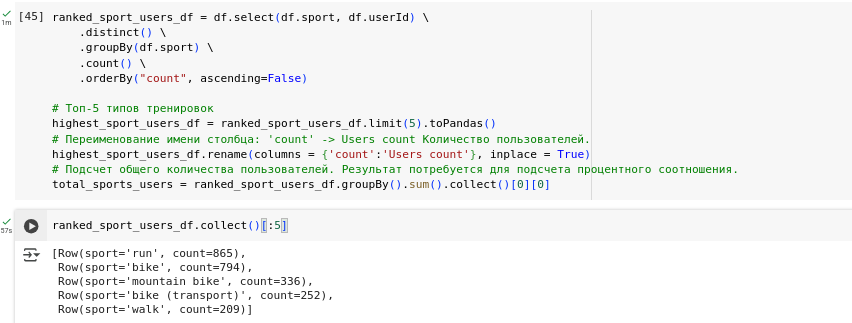 [45] ranked_sport_users_df = df.select(df.sport, df.userId) \
1m
.distinct() \
.groupBy(df.sport) \
.count() \
.orderBy("count", ascending=False)
# Топ-5 типов тренировок
highest_sport_users_df = ranked_sport_users_df.limit(5).toPandas()
# Переименование имени столбца: 'count' -> Users count Количество пользователей.
highest_sport_users_df.rename(columns = {'count':'Users count'}, inplace = True)
# Подсчет общего количества пользователей. Результат потребуется для подсчета процентного соотношения.
total_sports_users = ranked_sport_users_df.groupBy().sum().collect()[0][0]
ranked_sport_users_df.collect()[:5]
57s
[Row(sport='run', count=865),
Row(sport='bike', count=794),
Row(sport='mountain bike', count=336),
Row(sport='bike (transport)', count=252),
Row(sport='walk', count=209)]